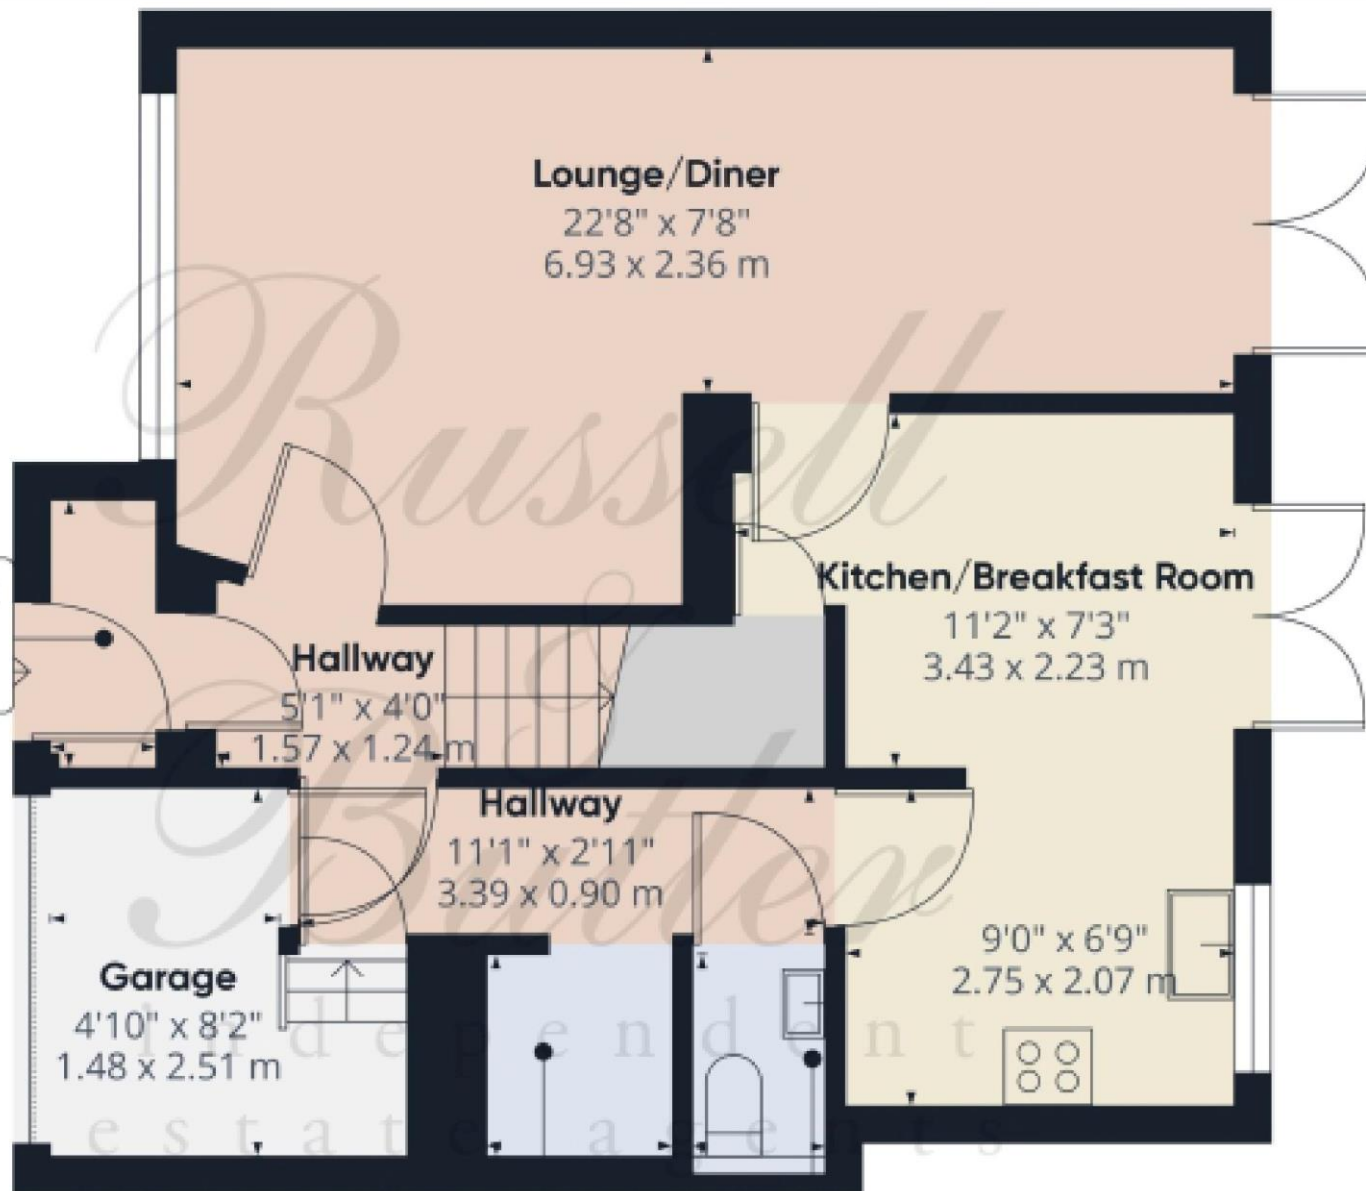 Lounge/Diner
22'8" x 7'8"
6.93 x 2.36 m
Kitchen/Breakfast Room
11'2" x 7'3"
3.43 x 2.23 m
Hallway
5'1" x 4'0"
1.57 x 1.24 m
Hallway
11'1" x 2'11"
3.39 x 0.90 m
9'0" x 6'9"
2.75 x 2.07 m
Garage
4'10" x 8'2"
1.48 x 2.51 m
Russell
&
Butler
independent
estate agents